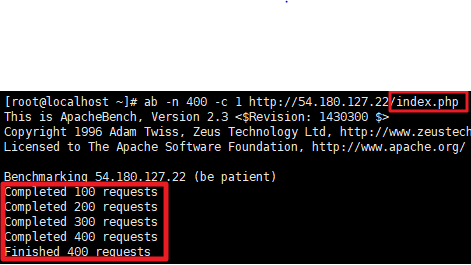 [root@localhost ~]# ab -n 400 -c 1 http://54.180.127.22/index.php
This is ApacheBench, Version 2.3 <$Revision: 1430300 $>
Copyright 1996 Adam Twiss, Zeus Technology Ltd, http://www.zeustech
Licensed to The Apache Software Foundation, http://www.apache.org/
Benchmarking 54.180.127.22 (be patient)
Completed 100 requests
Completed 200 requests
Completed 300 requests
Completed 400 requests
Finished 400 requests